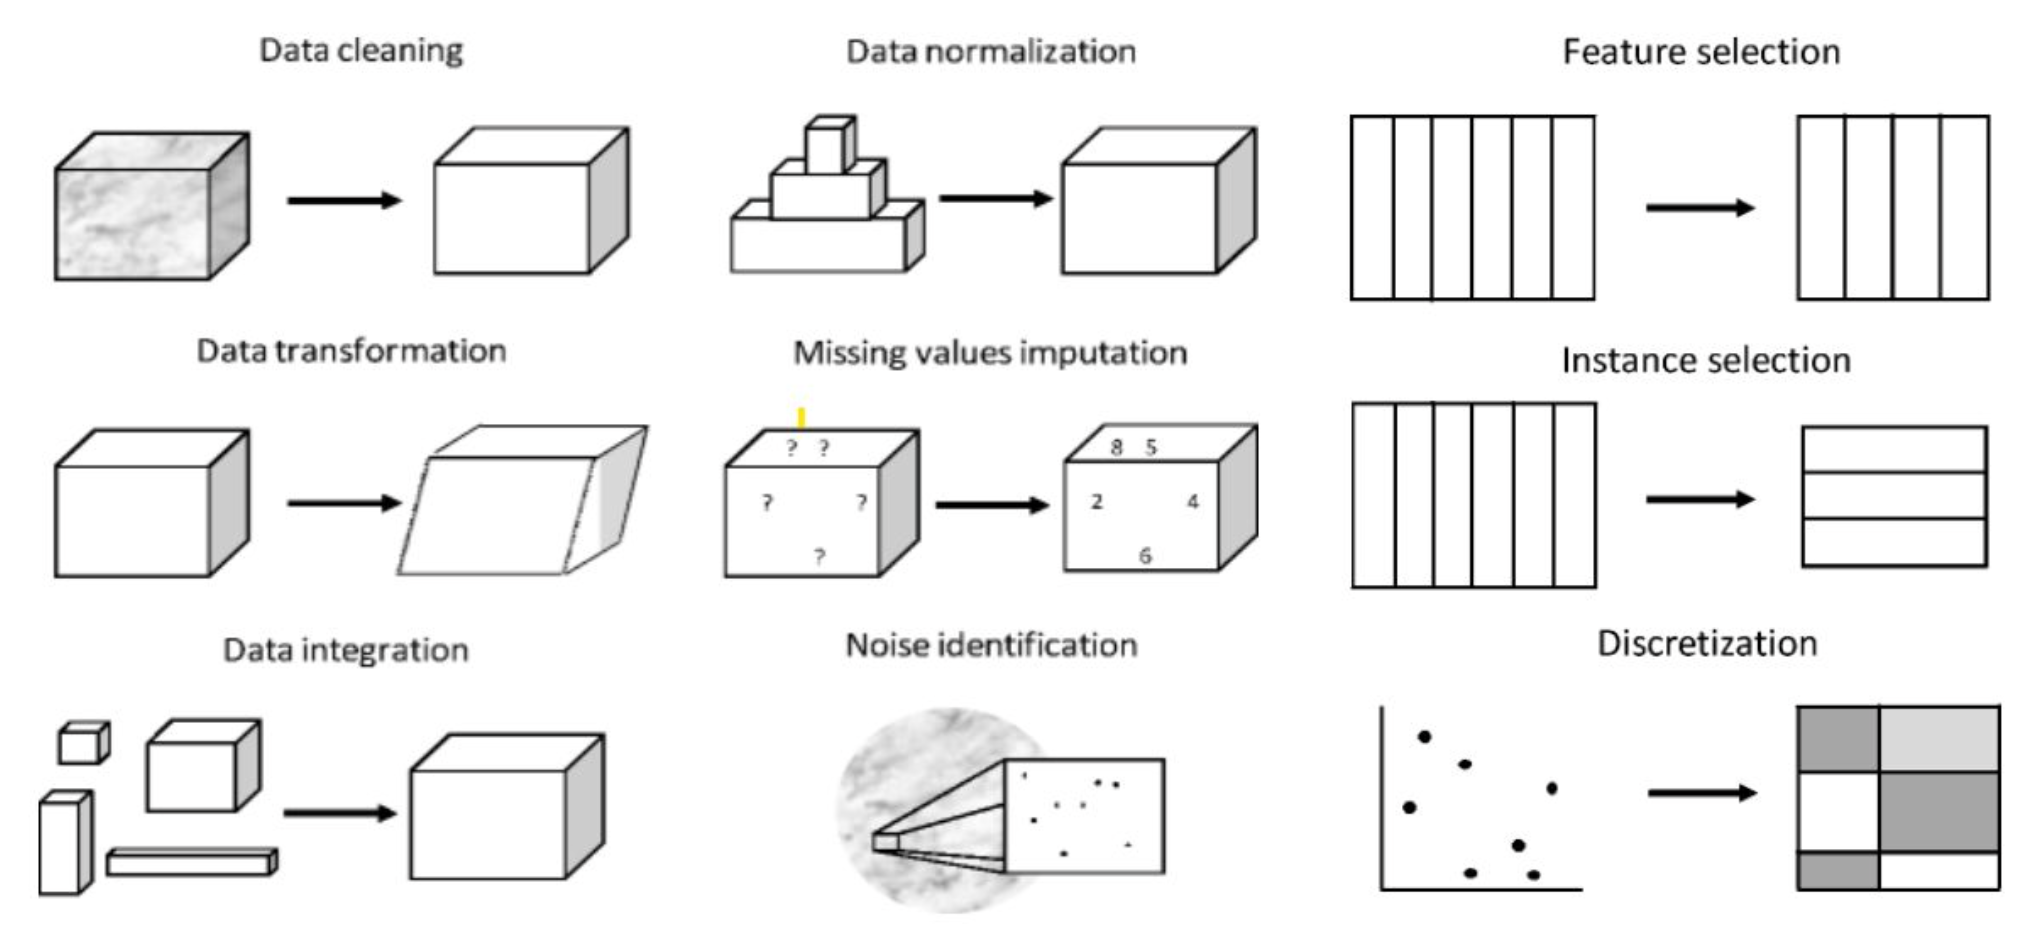 Data cleaning
Data normalization
Feature selection
Data transformation
Missing values imputation
Instance selection
? ?
? ?
?
8 5
2 4
6
Data integration
Noise identification
Discretization